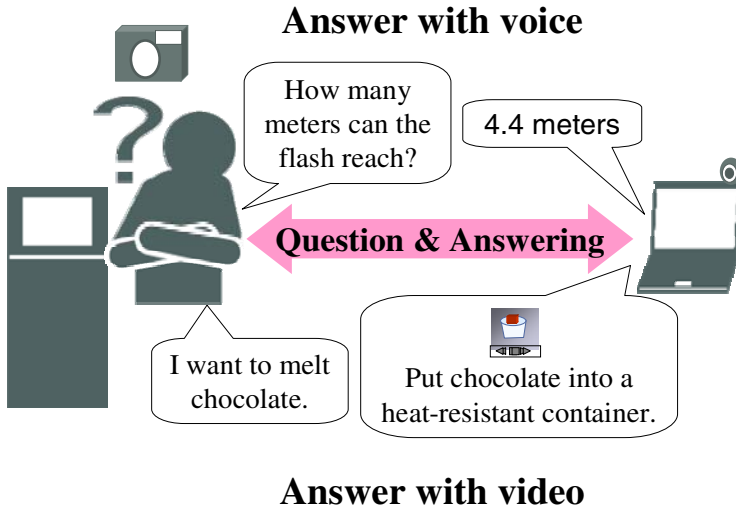 Answer with voice
How many
meters can the
flash reach?
4.4 meters
Question & Answering
I want to melt
chocolate.
Put chocolate into a
heat-resistant container.
Answer with video